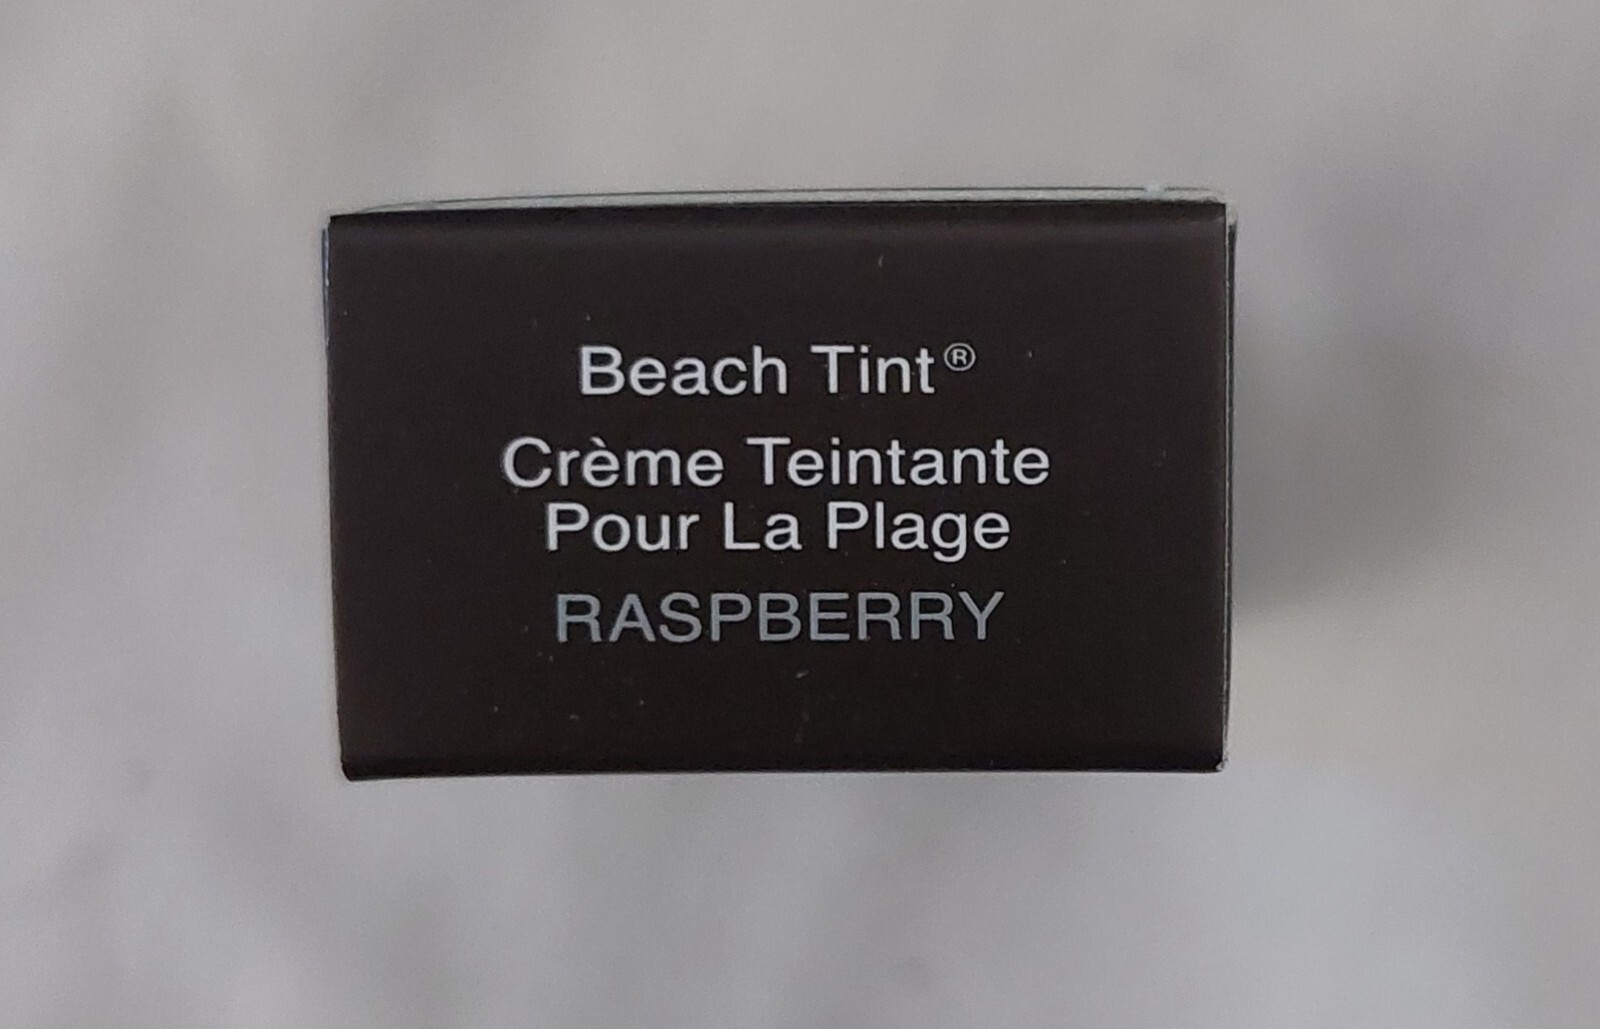 Beach Tint®
Crème Teintante
Pour La Plage
RASPBERRY